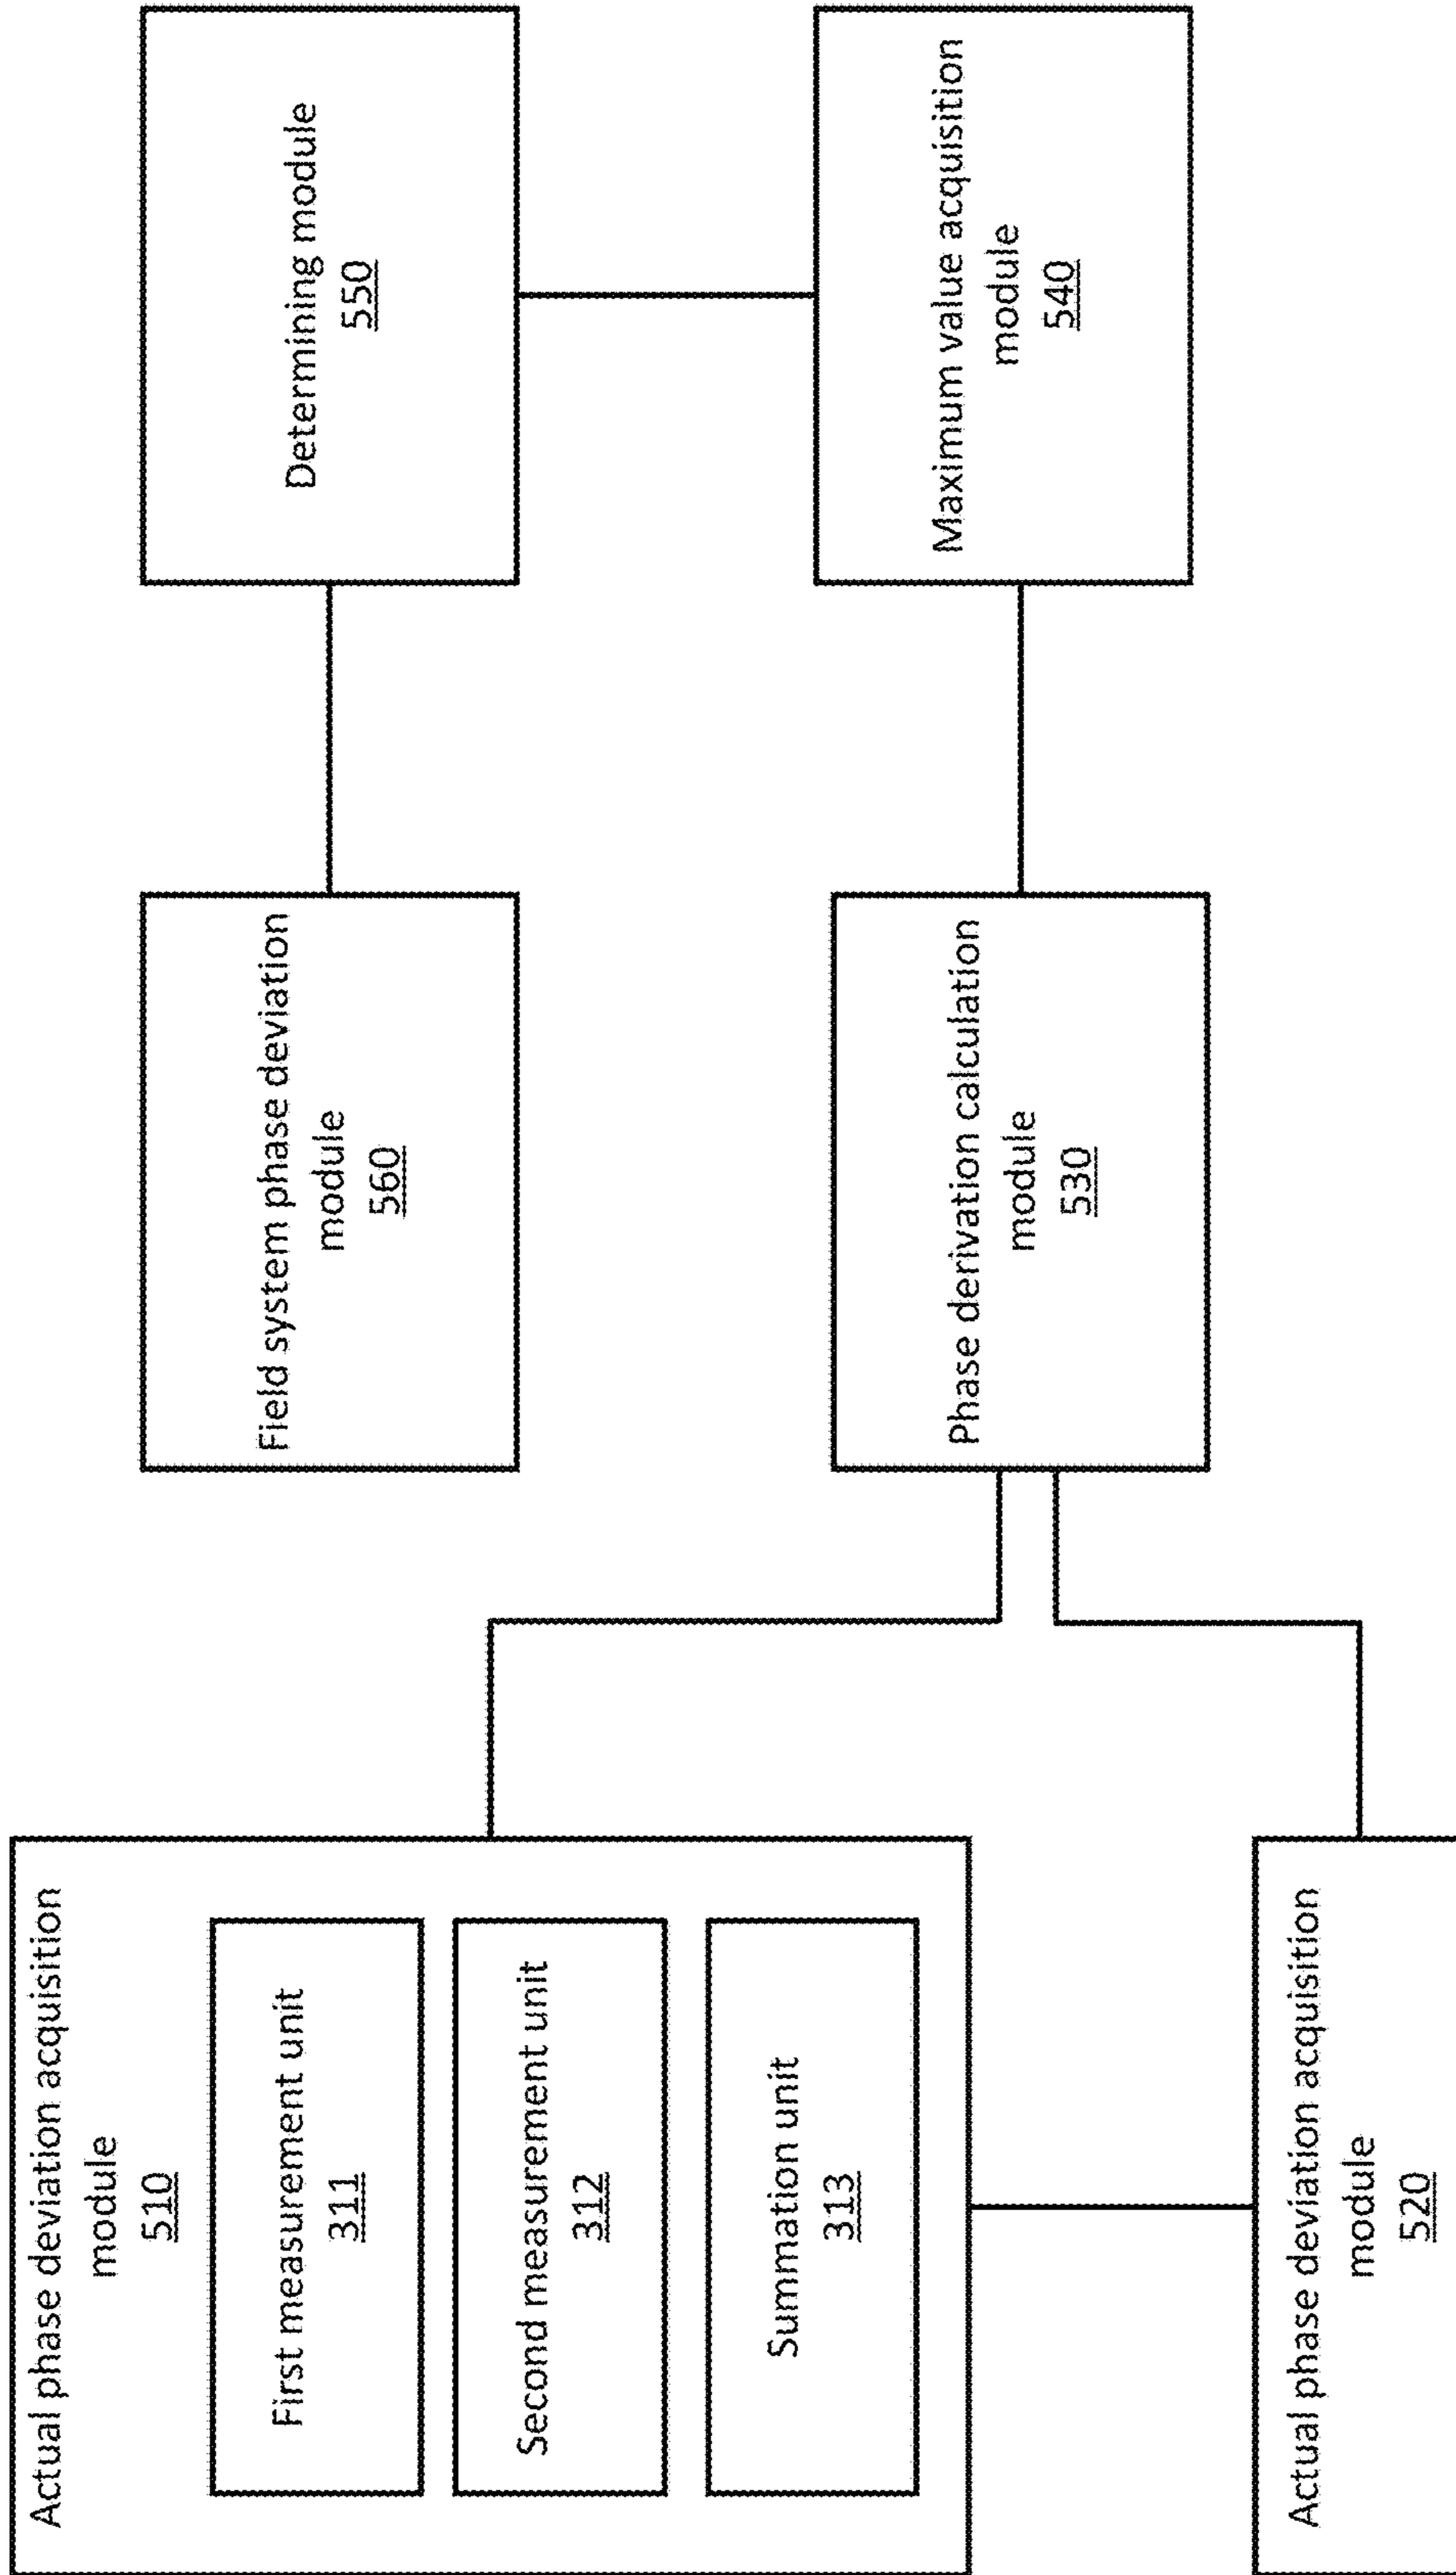 Actual phase deviation acquisition
module
510
First measurement unit
311
Second measurement unit
312
Summation unit
313
Actual phase deviation acquisition
module
520
Field system phase deviation
module
560
Phase derivation calculation
module
530
Determining module
550
Maximum value acquisition
module
540